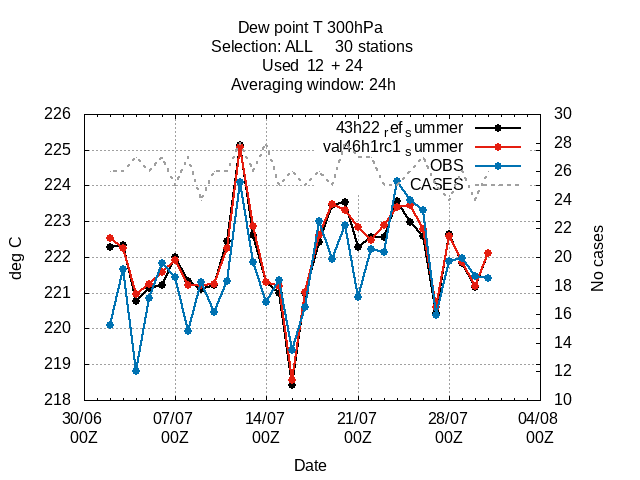 Dew point T 300hPa
Selection: ALL 30 stations
Used 12 + 24
Averaging window: 24h
226
225
224
223
222
221
220
219
218
deg C
30
28
26
24
22
20
18
16
14
12
10
No cases
43h22 refsummer
val46h1rc1 summer
OBS
CASES
30/06 07/07 14/07 21/07 28/07 04/08
00Z 00Z 00Z 00Z 00Z 00Z
Date